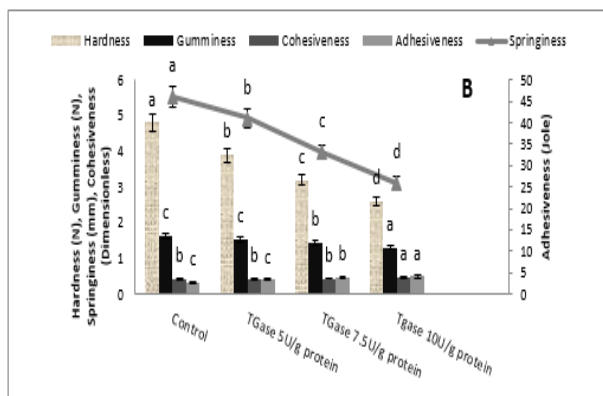 Hardness Gumminess Cohesiveness Adhesiveness Springiness
B
Hardness (N), Gumminess (N),
Springiness (mm), Cohesiveness
(Dimensionless)
6
5
4
3
2
1
0
Adhesiveness (Jole)
50
45
40
35
30
25
20
15
10
5
0
a a b b c c d d
c c b a
b b b a
c c b a
Control
TGase 5U/g protein
TGase 7.5U/g protein
Tgase 10U/g protein